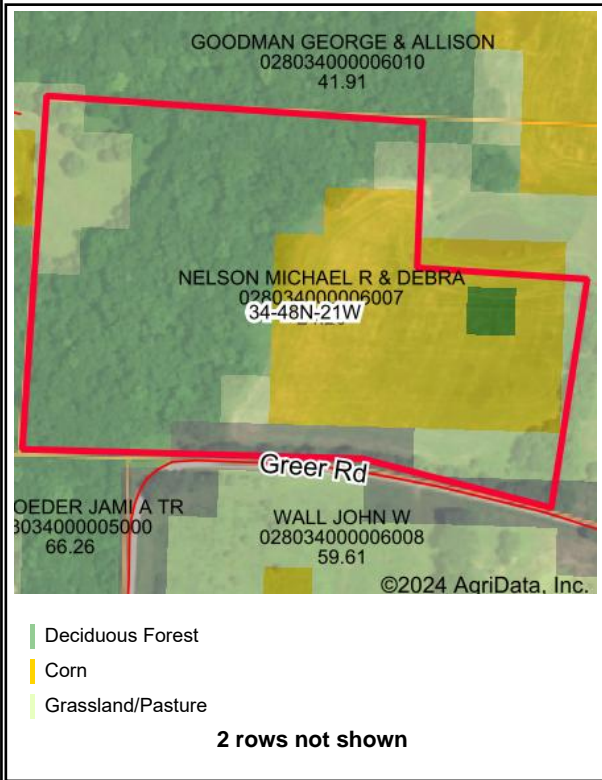 GOODMAN GEORGE & ALLISON
028034000006010
41.91
NELSON MICHAEL R & DEBRA
028034000006007
34-48N-21W
Greer Rd
OEDER JAMI A TR
8034000005000
66.26
WALL JOHN W
028034000006008
59.61
©2024 AgriData, Inc.
Deciduous Forest
Corn
Grassland/Pasture
2 rows not shown